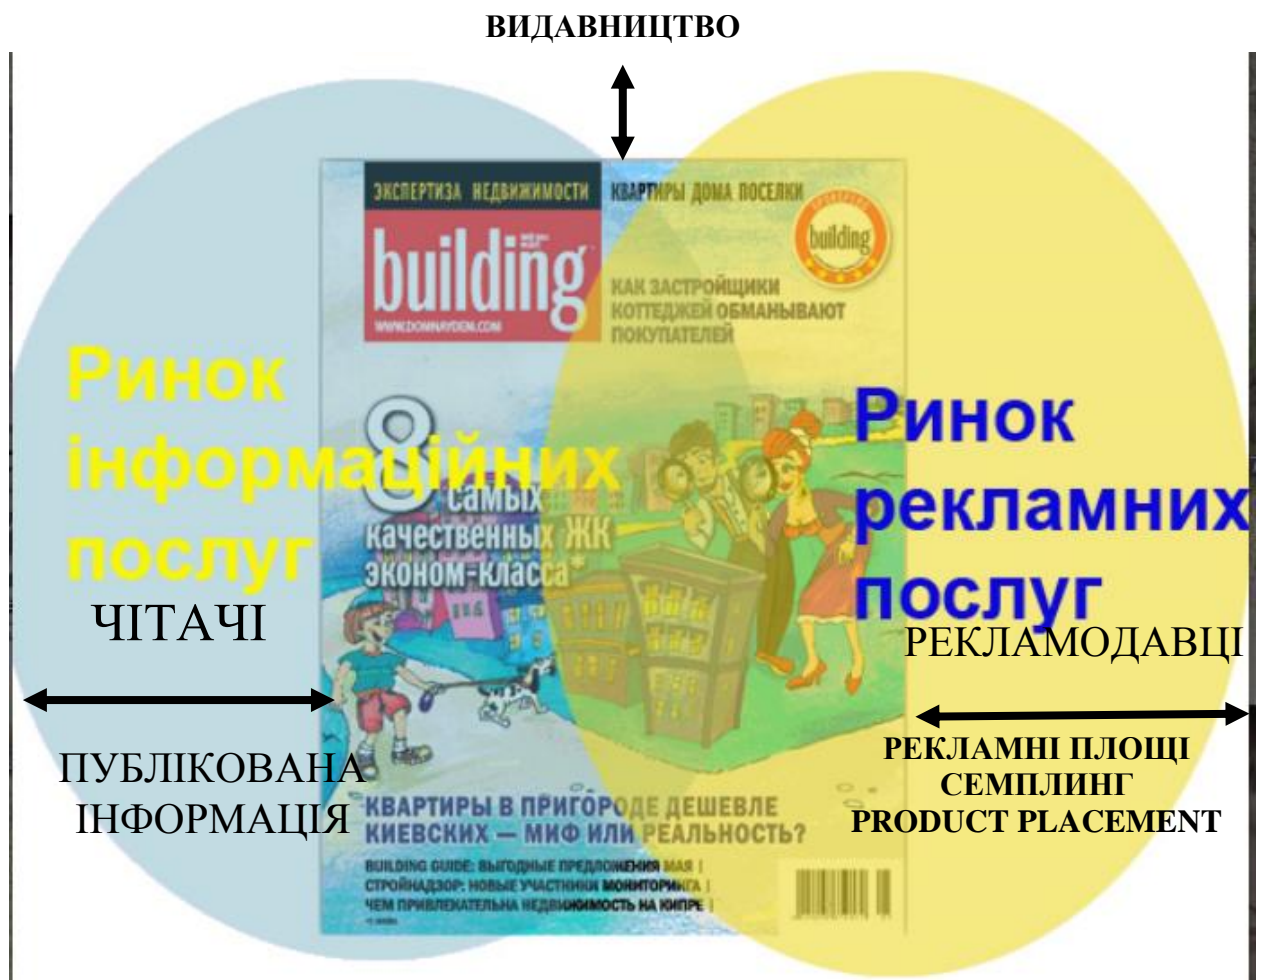 ВИДАВНИЦТВО
ЭКСПЕРТИЗА НЕДВИЖИМОСТИ
КВАРТИРЫ ДОМА ПОСЕЛКИ
building
WWW.DOMNAYDEM.COM
building
КАК ЗАСТРОЙЩИКИ
КОТТЕДЖЕЙ ОБМАНЫВАЮТ
ПОКУПАТЕЛЕЙ
Ринок
інформаційних
послуг
8
самых
качественных ЖК
эконом-класса*
Ринок
рекламних
послуг
ЧІТАЧІ
РЕКЛАМОДАВЦІ
ПУБЛІКОВАНА
ІНФОРМАЦІЯ
РЕКЛАМНІ ПЛОЩІ
СЕМПЛИНГ
PRODUCT PLACEMENT
КВАРТИРЫ В ПРИГОРОДЕ ДЕШЕВЛЕ
КИЕВСКИХ — МИФ ИЛИ РЕАЛЬНОСТЬ?
BUILDING GUIDE: ВЫГОДНЫЕ ПРЕДЛОЖЕНИЯ МАЯ |
СТРОЙНАДЗОР: НОВЫЕ УЧАСТНИКИ МОНИТОРИНГА |
ЧЕМ ПРИВЛЕКАТЕЛЬНА НЕДВИЖИМОСТЬ НА КИПРЕ |